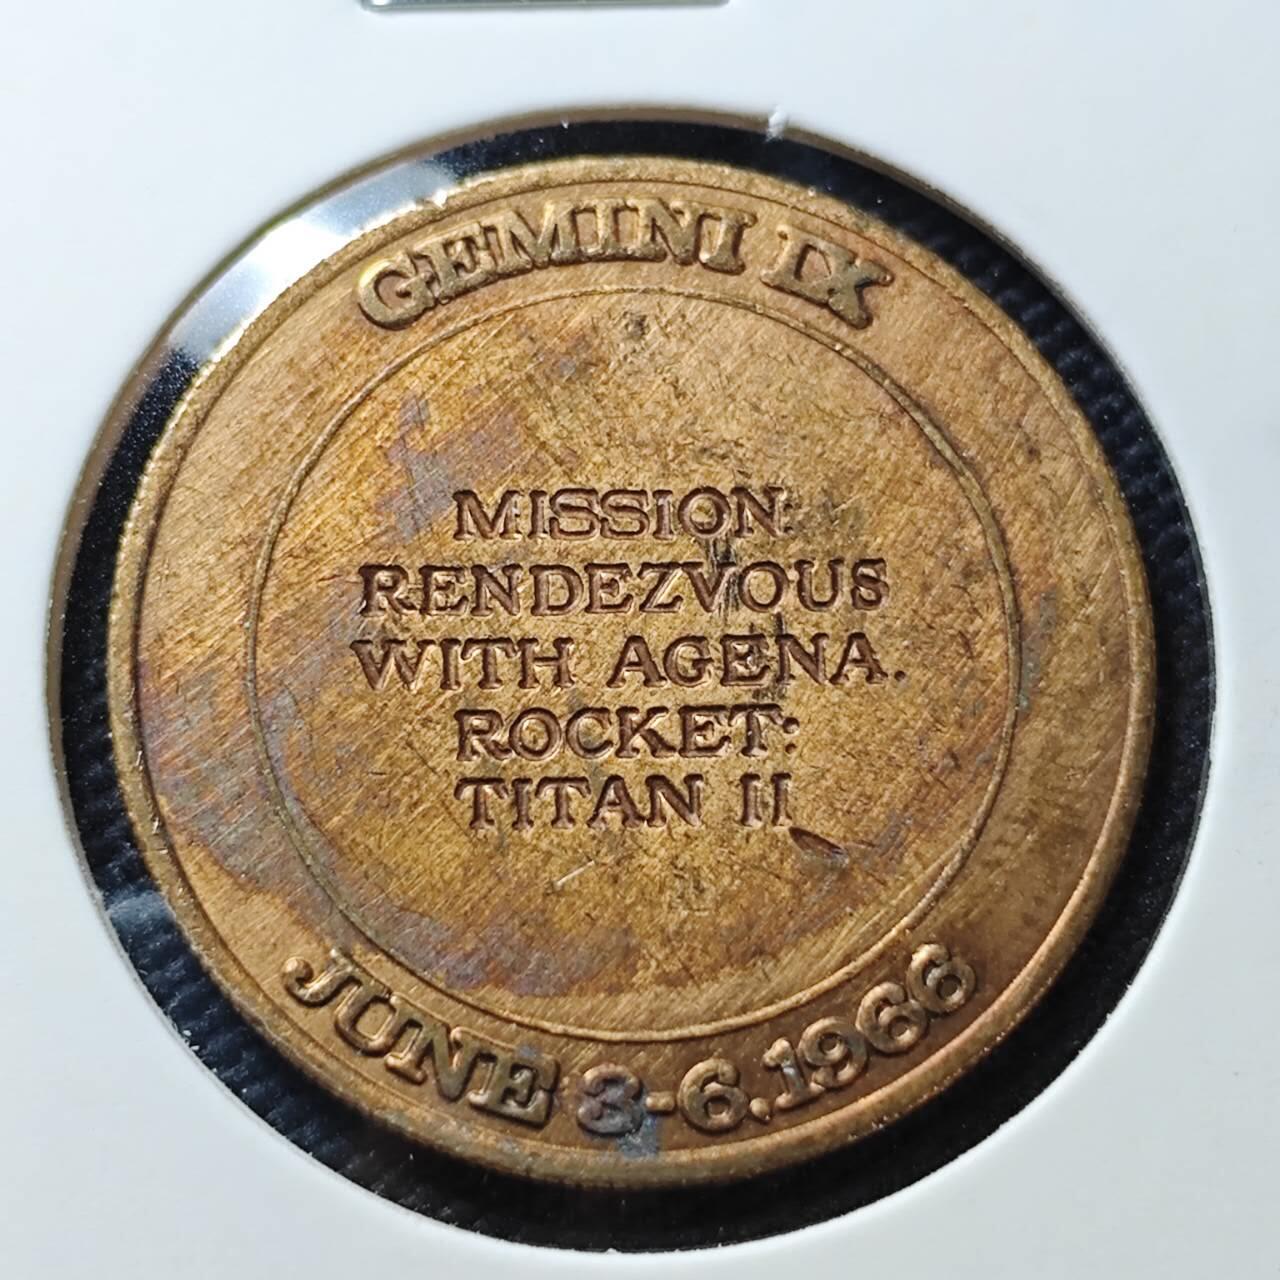 GEMINI IX
MISSION:
RENDEZVOUS
WITH AGENA.
ROCKET:
TITAN II
JUNE 3-6.1966